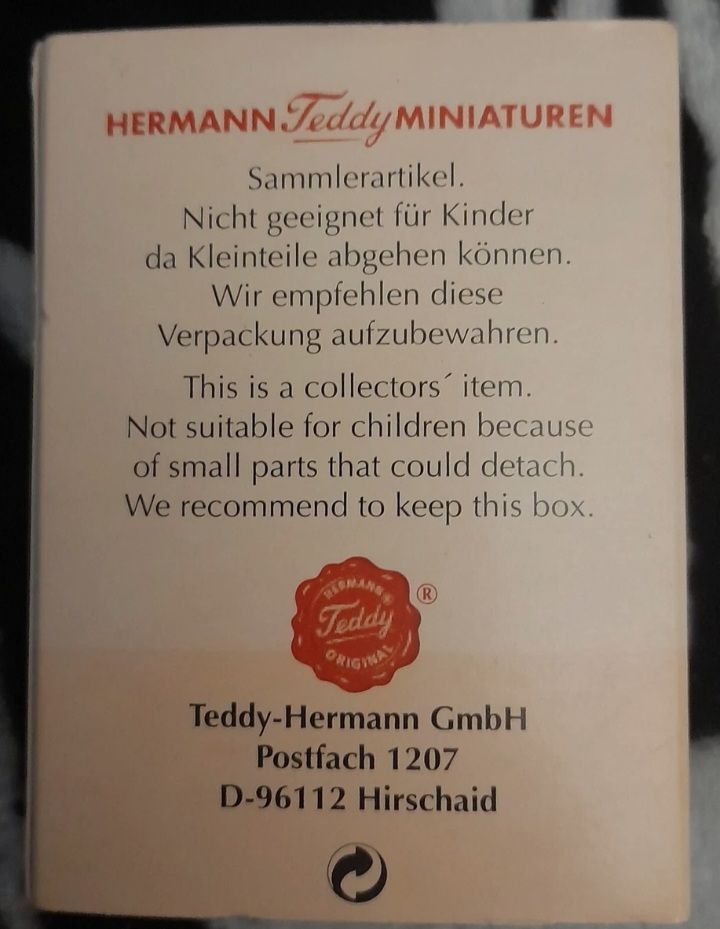 HERMANN Teddy MINIATUREN
Sammlerartikel.
Nicht geeignet für Kinder
da Kleinteile abgehen können.
Wir empfehlen diese
Verpackung aufzubewahren.
This is a collectors´ item.
Not suitable for children because
of small parts that could detach.
We recommend to keep this box.
HERMANN
Teddy
ORIGINAL
®
Teddy-Hermann GmbH
Postfach 1207
D-96112 Hirschaid